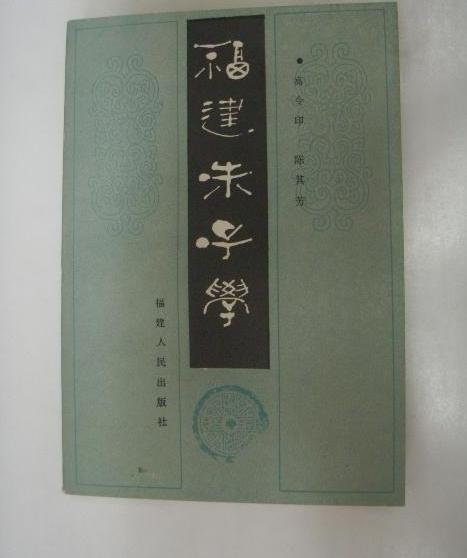 ●高令印 陈其芳
福建朱子學
福建人民出版社